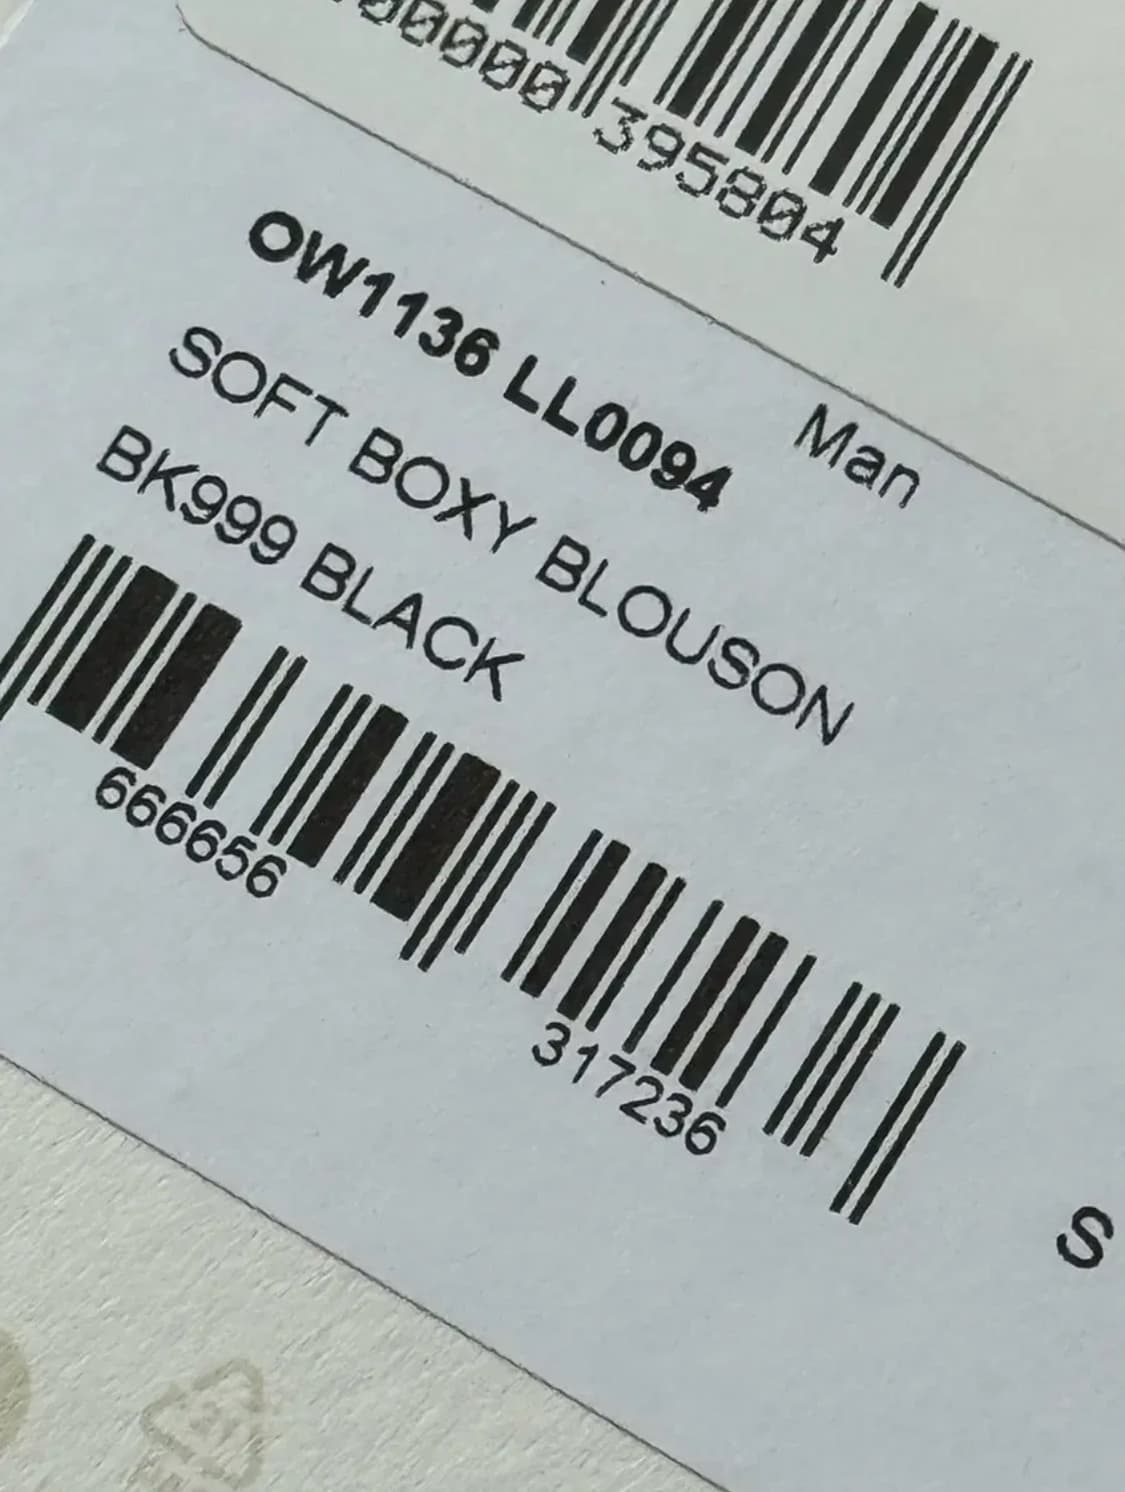 00000 395804
OW1136 LL0094 Man
SOFT BOXY BLOUSON
BK999 BLACK
666656 317236
S